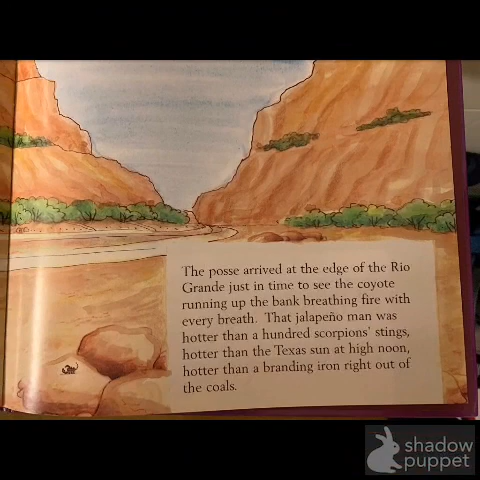 The posse arrived at the edge of the Rio
Grande just in time to see the coyote
running up the bank breathing fire with
every breath. That jalapeño man was
hotter than a hundred scorpions' stings,
hotter than the Texas sun at high noon,
hotter than a branding iron right out of
the coals.
shadow
puppet